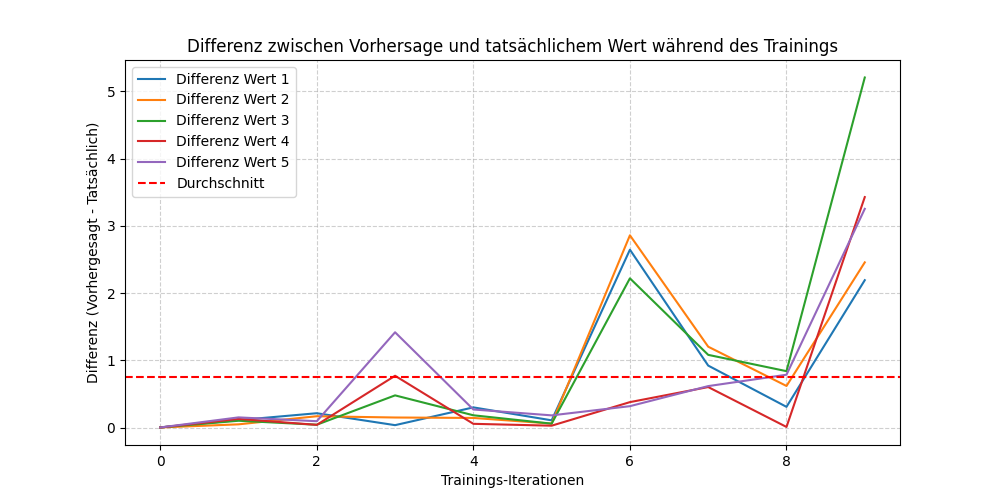 Differenz zwischen Vorhersage und tatsächlichem Wert während des Trainings
Differenz (Vorhergesagt - Tatsächlich)
5
4
3
2
1
0
Differenz Wert 1
Differenz Wert 2
Differenz Wert 3
Differenz Wert 4
Differenz Wert 5
Durchschnitt
0 2 4 6 8
Trainings-Iterationen